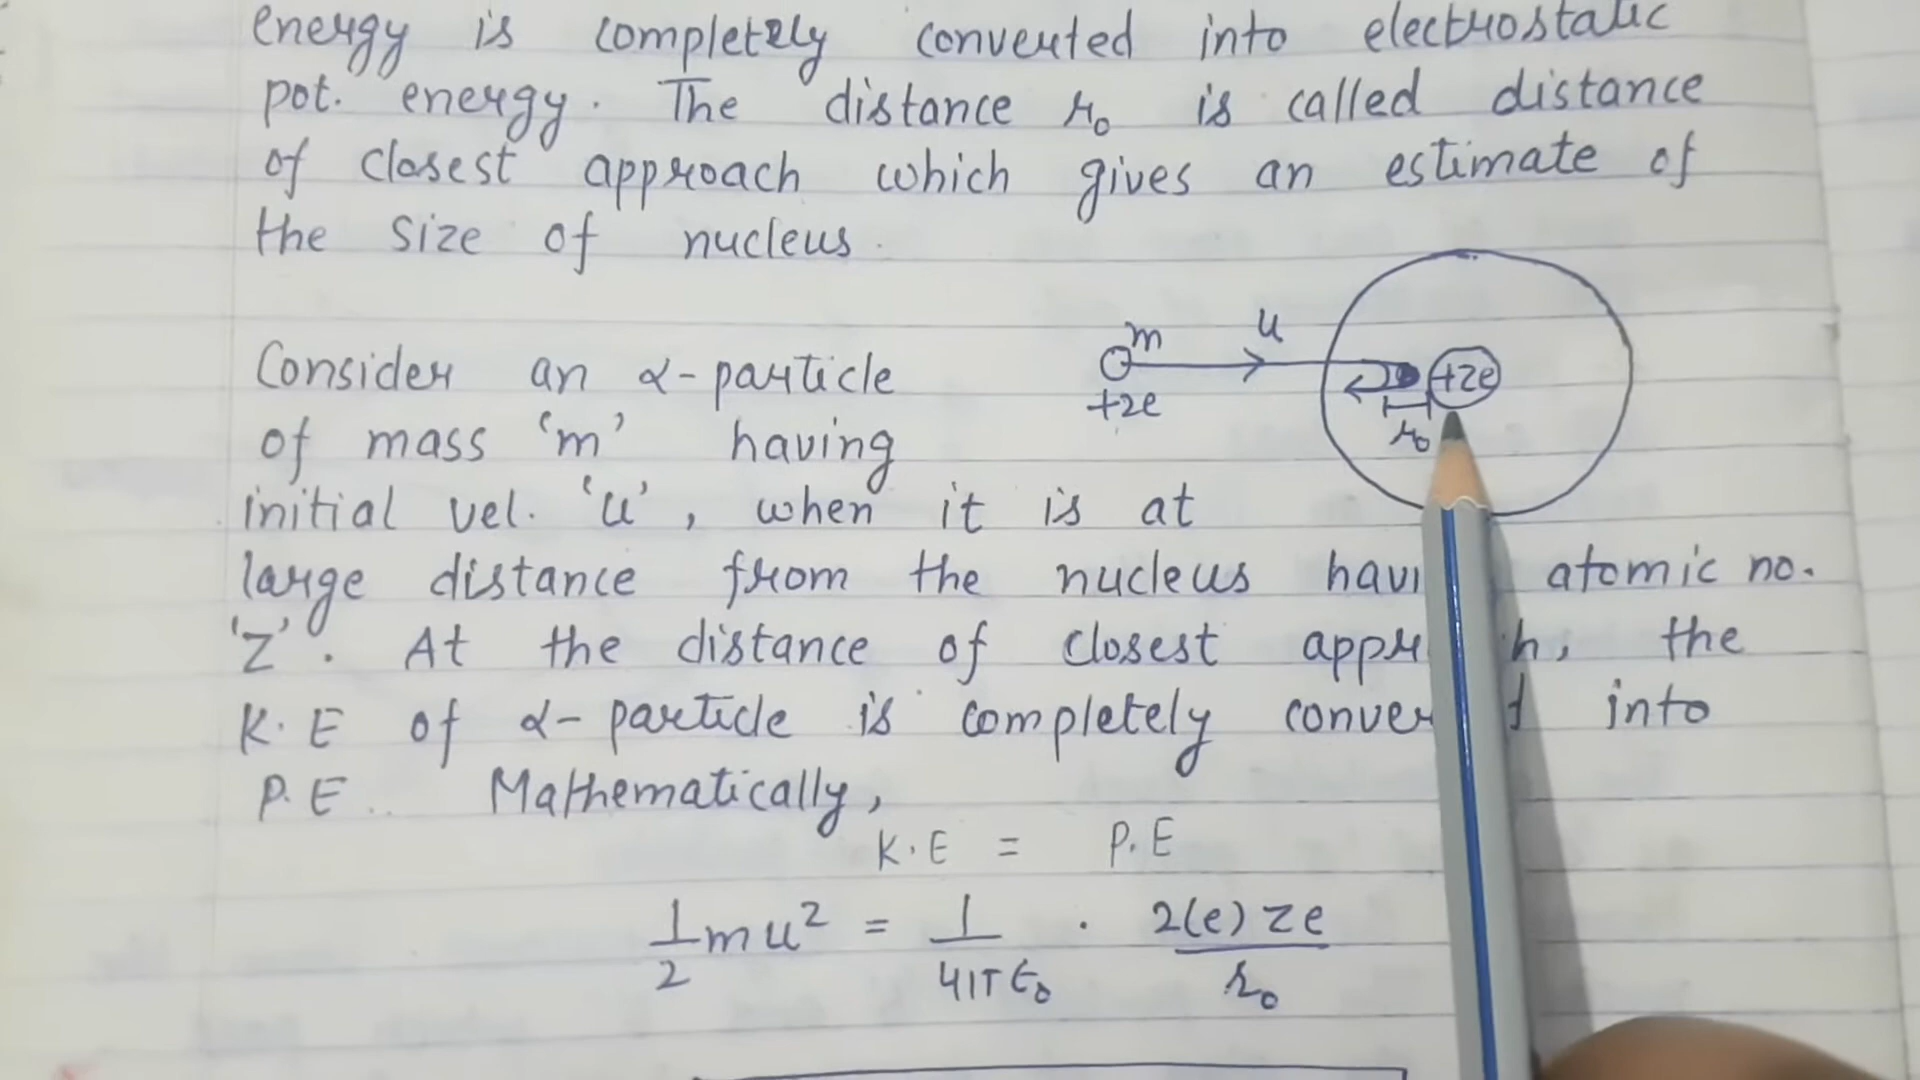 energy is completely converted into electrostatic
pot. energy. The distance r₀ is called distance
of closest approach which gives an estimate of
the size of nucleus.
m u
+2e
+Ze
r₀
Consider an α-particle
of mass 'm' having
initial vel. 'u', when it is at
large distance from the nucleus atomic no.
'Z'. At the distance of closest the
K.E of α-particle is completely into
P.E. Mathematically,
K.E = P.E
1/2 mu² = 1/4πε₀ . 2(e)ze/r₀